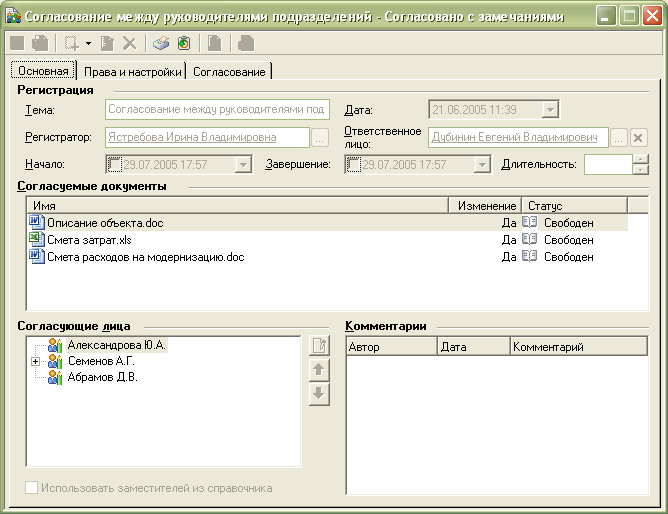 Согласование между руководителями подразделений - Согласовано с замечаниями
Основная Права и настройки Согласование
Регистрация
Тема: Согласование между руководителями под Дата: 21.06.2005 11:39
Регистратор: Ястребова Ирина Владимировна ... Ответственное лицо: Дубинин Евгений Владимирович ...
Начало: 29.07.2005 17:57 Завершение: 29.07.2005 17:57 Длительность:
Согласуемые документы
Имя Изменение Статус
Описание объекта.doc Да Свободен
Смета затрат.xls Да Свободен
Смета расходов на модернизацию.doc Да Свободен
Согласующие лица
Александрова Ю.А.
Семенов А.Г.
Абрамов Д.В.
Использовать заместителей из справочника
Комментарии
Автор Дата Комментарий